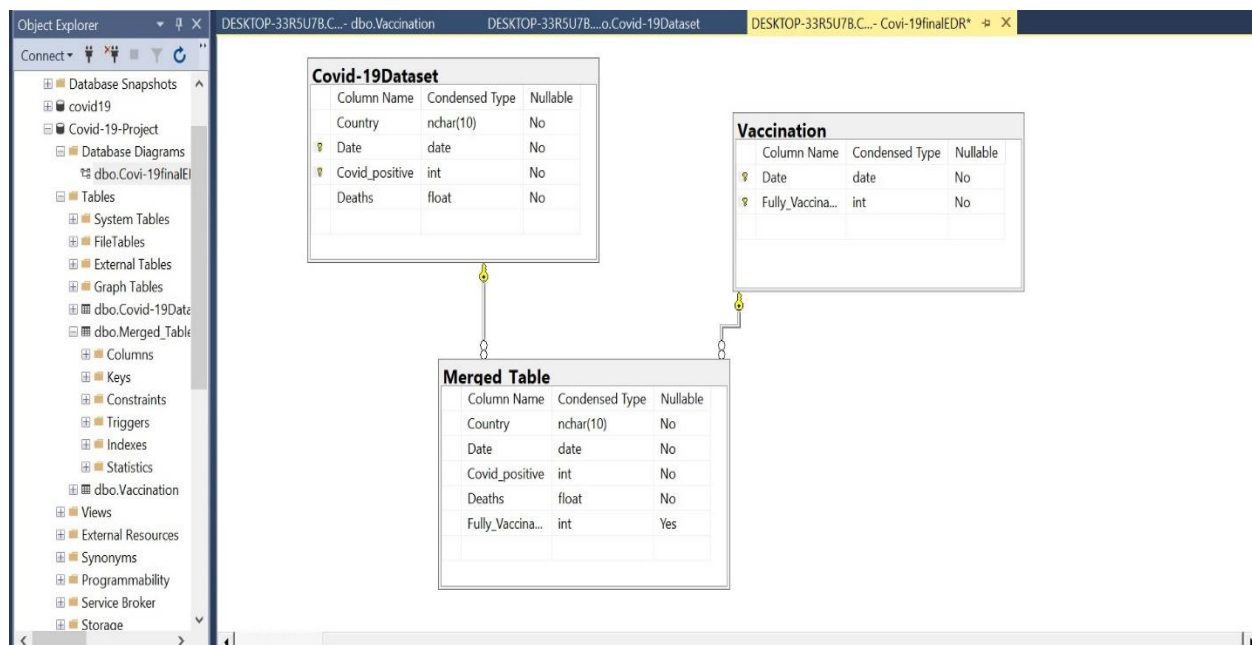 Object Explorer
DESKTOP-33R5U7B.C...- dbo.Vaccination
DESKTOP-33R5U7B....o.Covid-19Dataset
DESKTOP-33R5U7B.C...- Covi-19finalEDR*
Connect
Database Snapshots
covid19
Covid-19-Project
Database Diagrams
dbo.Covi-19finalE
Tables
System Tables
FileTables
External Tables
Graph Tables
dbo.Covid-19Data
dbo.Merged_Table
Columns
Keys
Constraints
Triggers
Indexes
Statistics
dbo.Vaccination
Views
External Resources
Synonyms
Programmability
Service Broker
Storage
Covid-19Dataset
Column Name Condensed Type Nullable
Country nchar(10) No
Date date No
Covid_positive int No
Deaths float No
Vaccination
Column Name Condensed Type Nullable
Date date No
Fully_Vaccina... int No
Merged_Table
Column Name Condensed Type Nullable
Country nchar(10) No
Date date No
Covid_positive int No
Deaths float No
Fully_Vaccina... int Yes